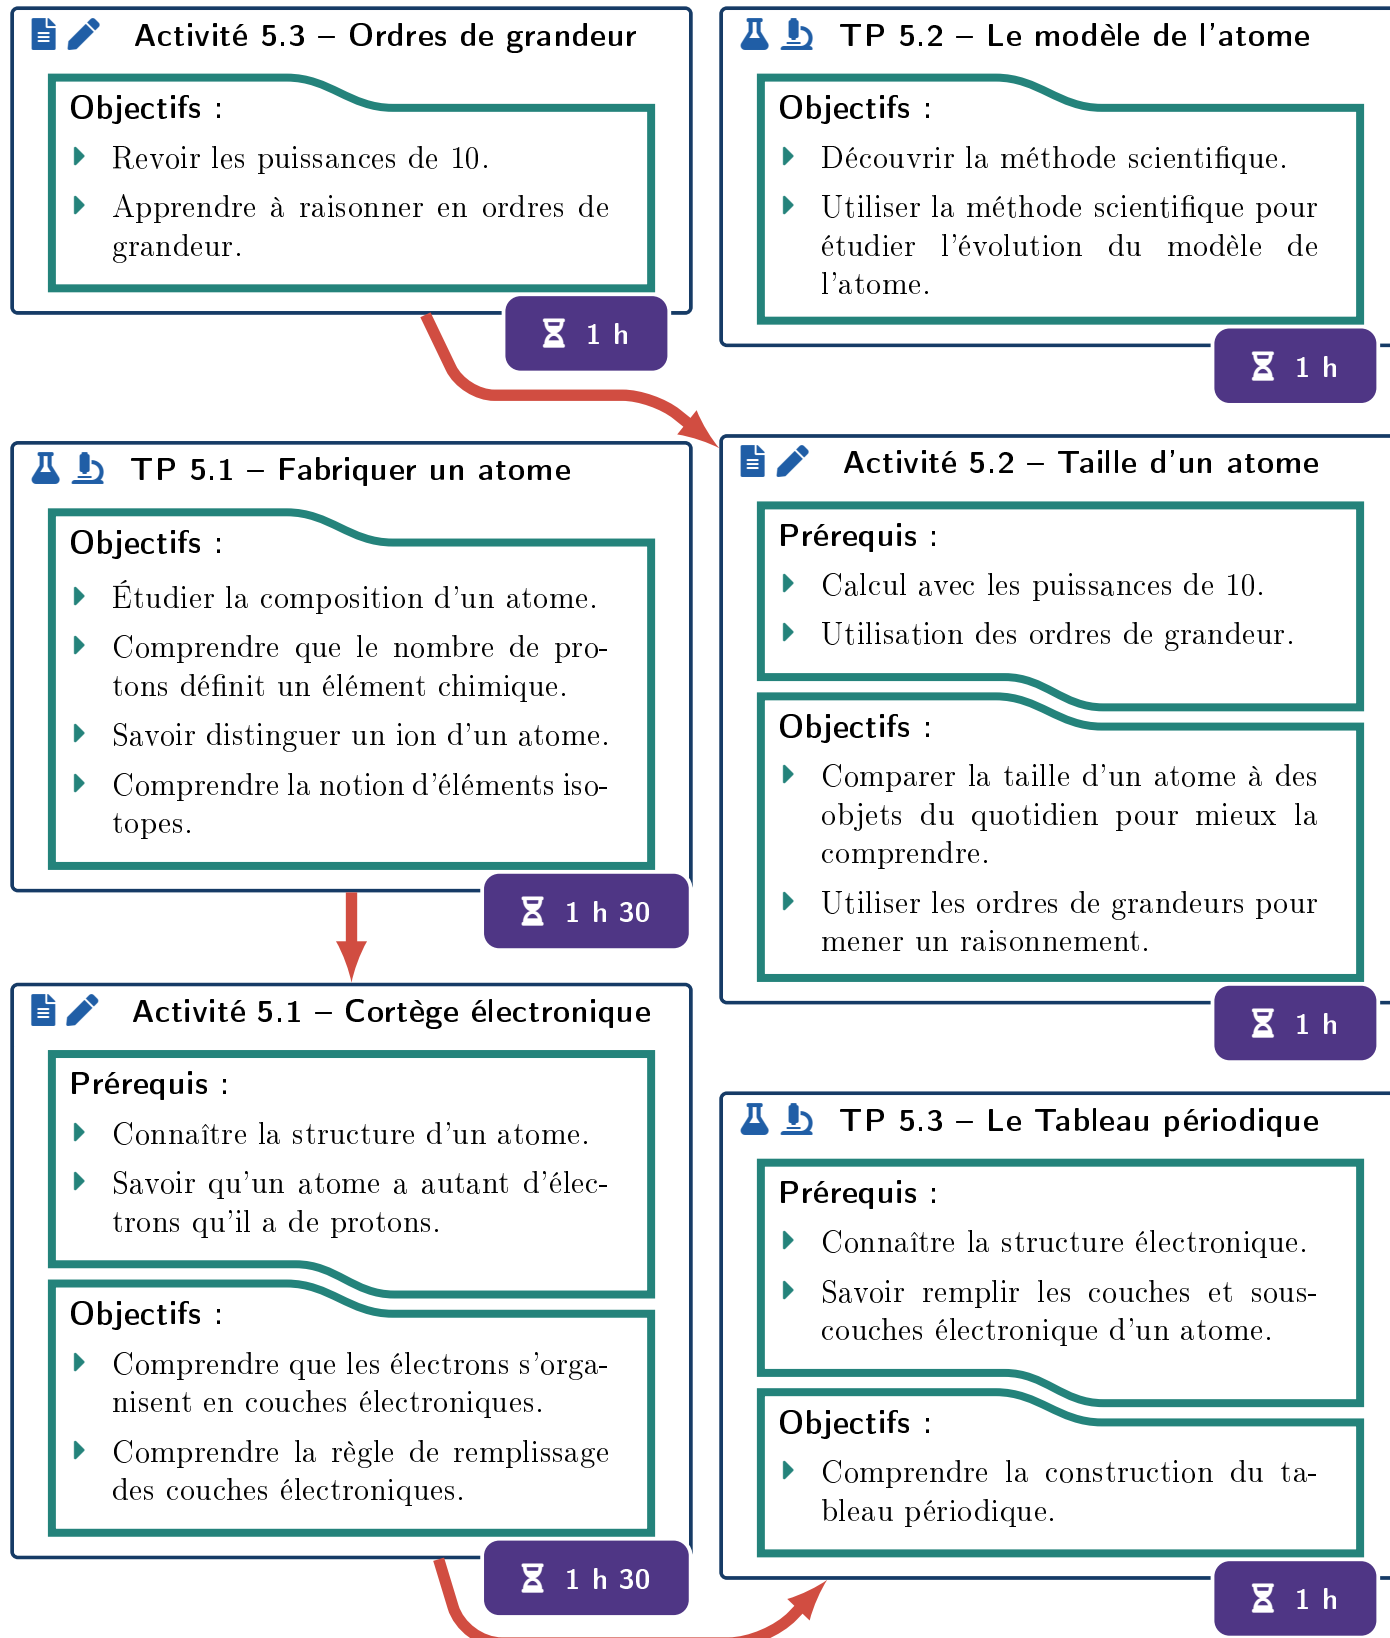 Activité 5.3 – Ordres de grandeur
Objectifs :
Revoir les puissances de 10.
Apprendre à raisonner en ordres de
grandeur.
1 h
TP 5.2 – Le modèle de l'atome
Objectifs :
Découvrir la méthode scientifique.
Utiliser la méthode scientifique pour
étudier l'évolution du modèle de
l'atome.
1 h
TP 5.1 – Fabriquer un atome
Objectifs :
Étudier la composition d'un atome.
Comprendre que le nombre de pro-
tons définit un élément chimique.
Savoir distinguer un ion d'un atome.
Comprendre la notion d'éléments iso-
topes.
1 h 30
Activité 5.2 – Taille d'un atome
Prérequis :
Calcul avec les puissances de 10.
Utilisation des ordres de grandeur.
Objectifs :
Comparer la taille d'un atome à des
objets du quotidien pour mieux la
comprendre.
Utiliser les ordres de grandeurs pour
mener un raisonnement.
1 h
Activité 5.1 – Cortège électronique
Prérequis :
Connaître la structure d'un atome.
Savoir qu'un atome a autant d'élec-
trons qu'il a de protons.
Objectifs :
Comprendre que les électrons s'orga-
nisent en couches électroniques.
Comprendre la règle de remplissage
des couches électroniques.
1 h 30
TP 5.3 – Le Tableau périodique
Prérequis :
Connaître la structure électronique.
Savoir remplir les couches et sous-
couches électronique d'un atome.
Objectifs :
Comprendre la construction du ta-
bleau périodique.
1 h